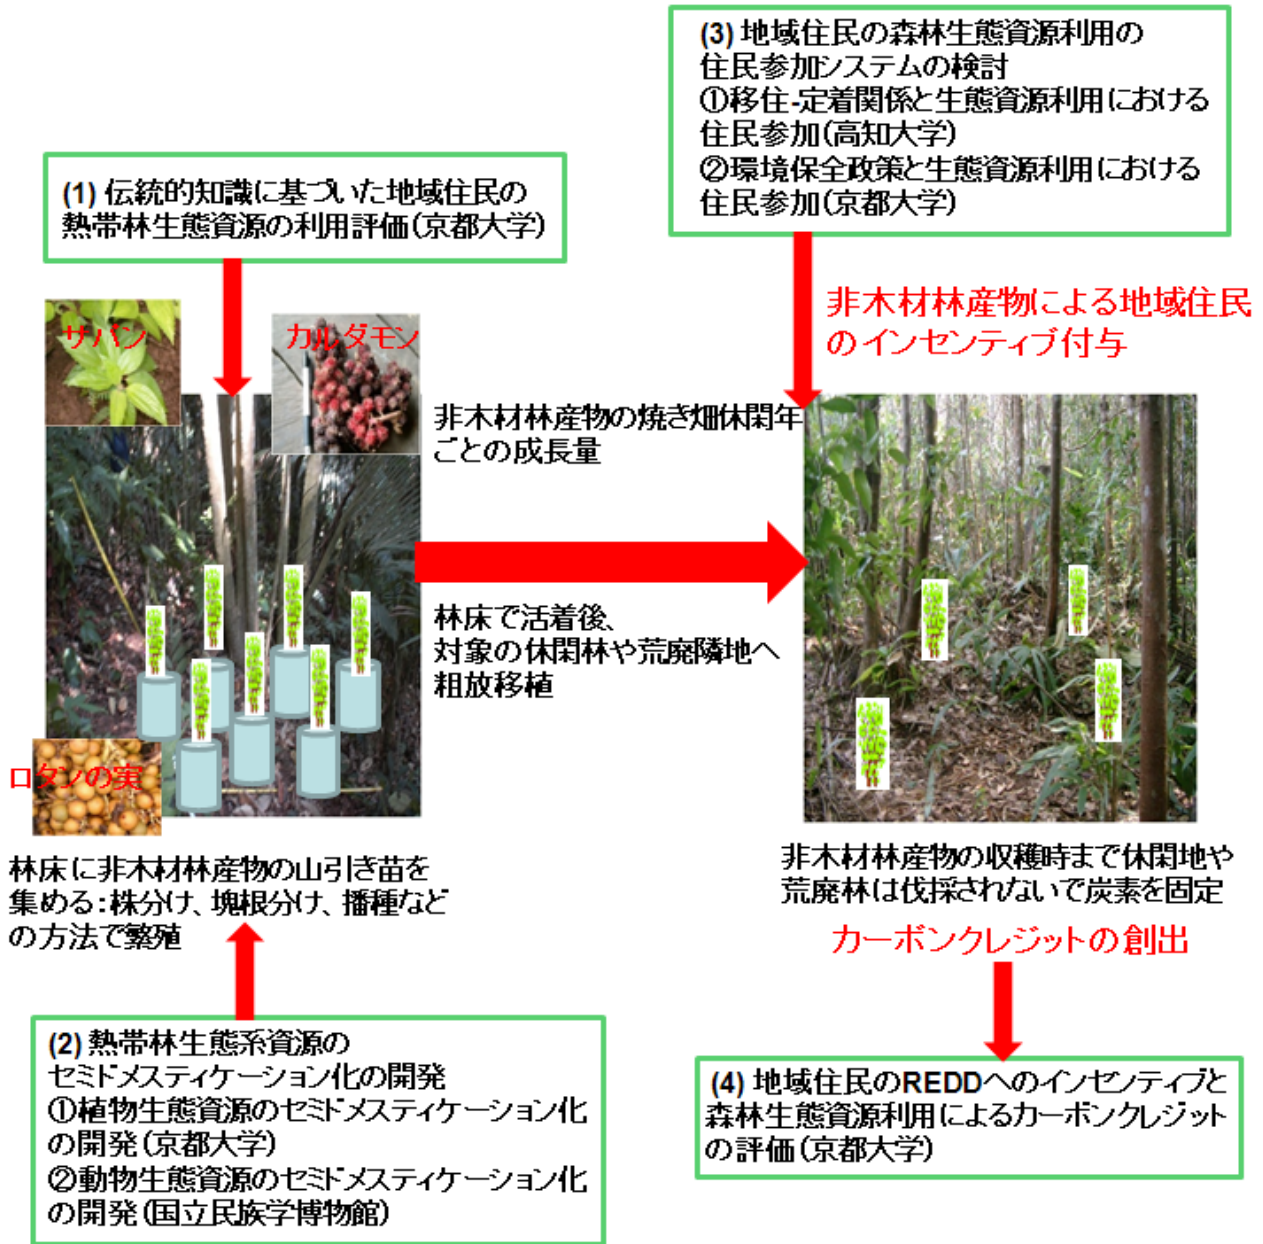 (3) 地域住民の森林生態資源利用の
住民参加システムの検討
①移住-定着関係と生態資源利用における
住民参加(高知大学)
②環境保全政策と生態資源利用における
住民参加(京都大学)
(1) 伝統的知識に基づいた地域住民の
熱帯林生態資源の利用評価(京都大学)
非木材林産物による地域住民
のインセンティブ付与
サバン
カルダモン
非木材林産物の焼き畑休閑年
ごとの成長量
林床で活着後、
対象の休閑林や荒廃隣地へ
粗放移植
ロタンの実
林床に非木材林産物の山引き苗を
集める:株分け、塊根分け、播種など
の方法で繁殖
非木材林産物の収穫時まで休閑地や
荒廃林は伐採されないで炭素を固定
カーボンクレジットの創出
(2) 熱帯林生態系資源の
セミドメスティケーション化の開発
①植物生態資源のセミドメスティケーション化
の開発(京都大学)
②動物生態資源のセミドメスティケーション化
の開発(国立民族学博物館)
(4) 地域住民のREDDへのインセンティブと
森林生態資源利用によるカーボンクレジット
の評価(京都大学)